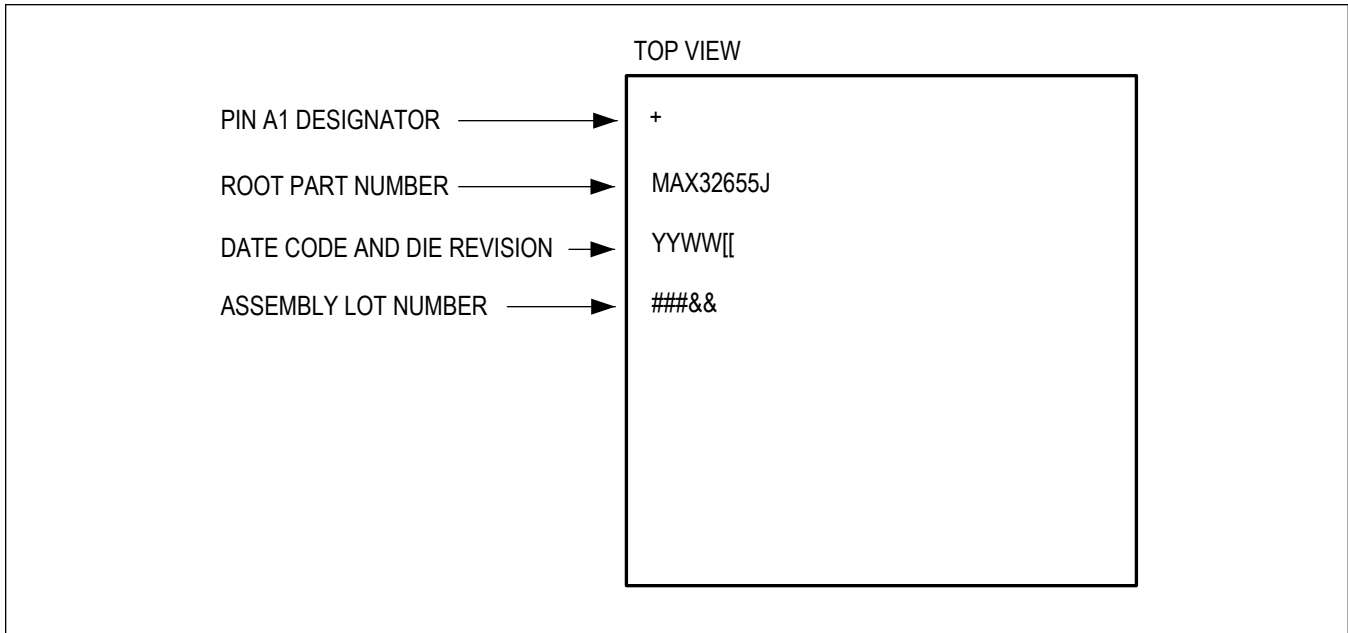 TOP VIEW
PIN A1 DESIGNATOR +
ROOT PART NUMBER MAX32655J
DATE CODE AND DIE REVISION YYWW[[
ASSEMBLY LOT NUMBER ###&&